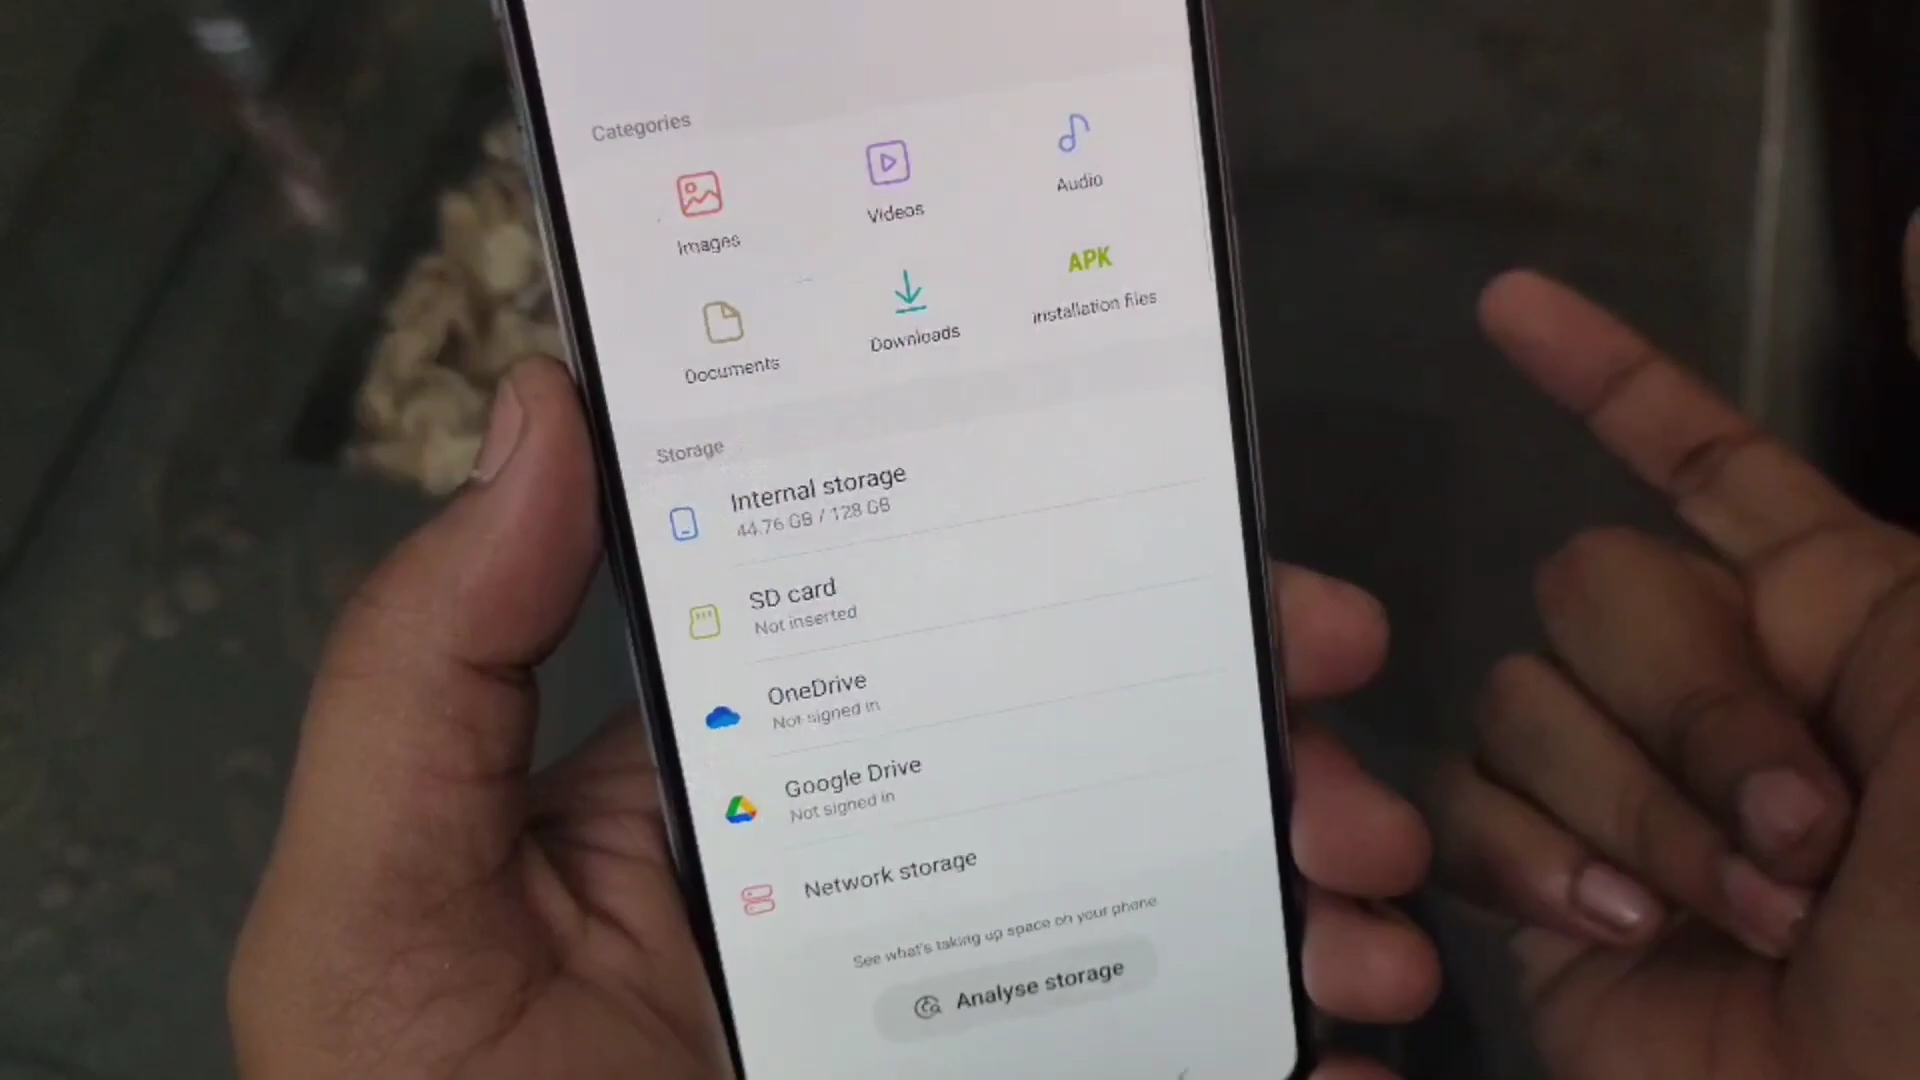 Categories
Images
Videos
Audio
Documents
Downloads
APK
Installation files
Storage
Internal storage
44.76 GB / 128 GB
SD card
Not inserted
OneDrive
Not signed in
Google Drive
Not signed in
Network storage
See what's taking up space on your phone.
Analyse storage